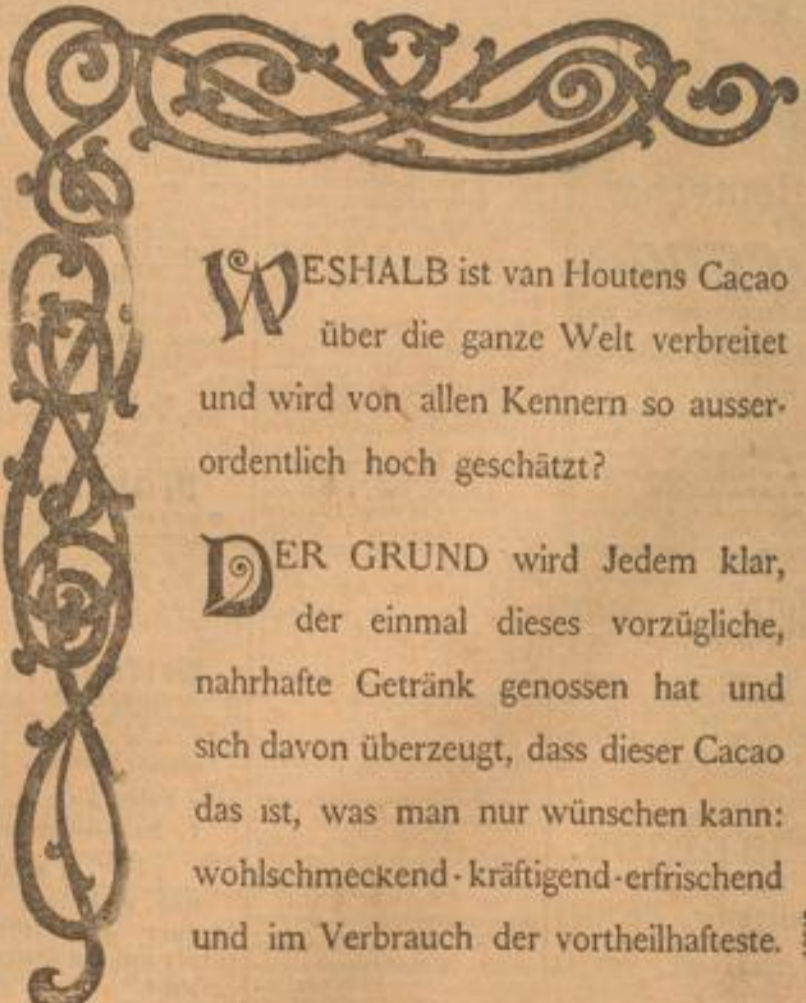 WESHALB ist van Houtens Cacao
über die ganze Welt verbreitet
und wird von allen Kennern so ausser-
ordentlich hoch geschätzt?
DER GRUND wird Jedem klar,
der einmal dieses vorzügliche,
nahrhafte Getränk genossen hat und
sich davon überzeugt, dass dieser Cacao
das ist, was man nur wünschen kann:
wohlschmeckend-kräftigend-erfrischend
und im Verbrauch der vortheilhafteste.